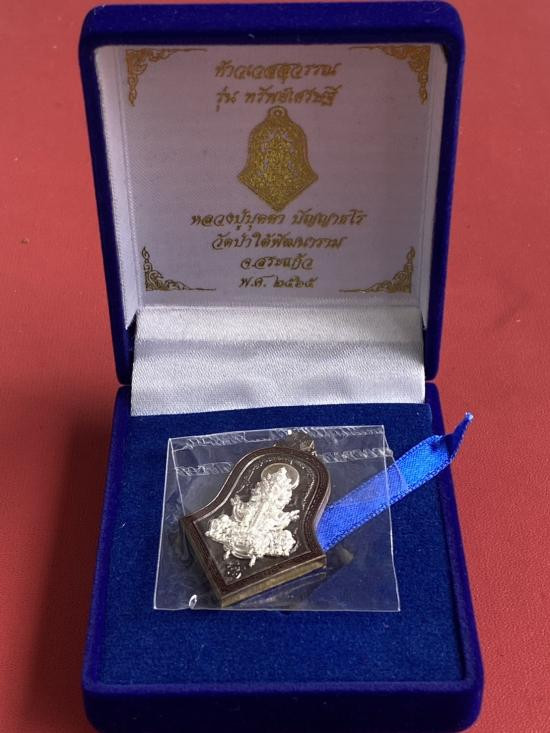 ท้าวเวสสุวรรณ
รุ่น ทรัพย์เศรษฐี
หลวงปู่บุดดา ปัญญาธโร
วัดป่าใต้พัฒนาราม
จ.สระแก้ว
พ.ศ. ๒๕๖๕